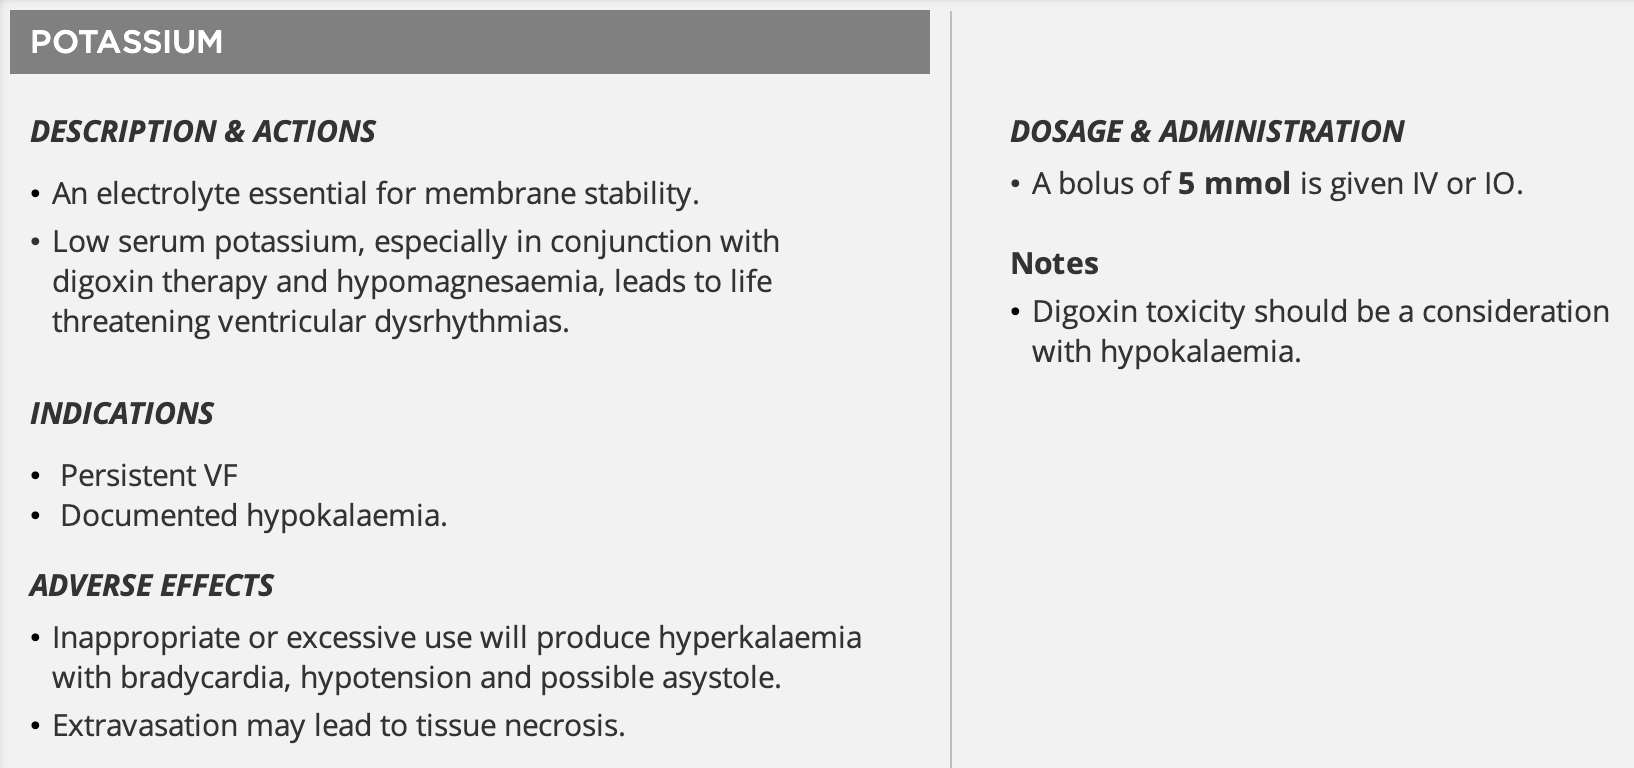 POTASSIUM
DESCRIPTION & ACTIONS
• An electrolyte essential for membrane stability.
• Low serum potassium, especially in conjunction with
digoxin therapy and hypomagnesaemia, leads to life
threatening ventricular dysrhythmias.
INDICATIONS
• Persistent VF
• Documented hypokalaemia.
ADVERSE EFFECTS
• Inappropriate or excessive use will produce hyperkalaemia
with bradycardia, hypotension and possible asystole.
• Extravasation may lead to tissue necrosis.
DOSAGE & ADMINISTRATION
• A bolus of 5 mmol is given IV or IO.
Notes
• Digoxin toxicity should be a consideration
with hypokalaemia.